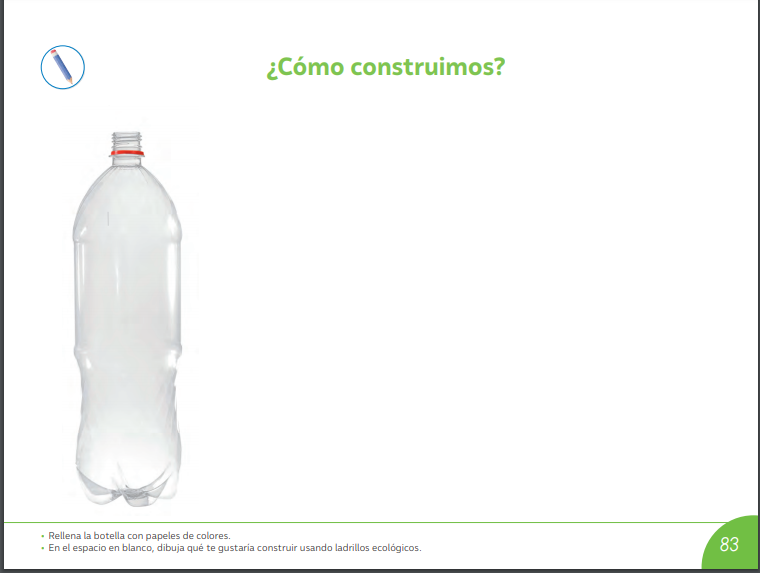 ¿Cómo construimos?
• Rellena la botella con papeles de colores.
• En el espacio en blanco, dibuja qué te gustaría construir usando ladrillos ecológicos.
83